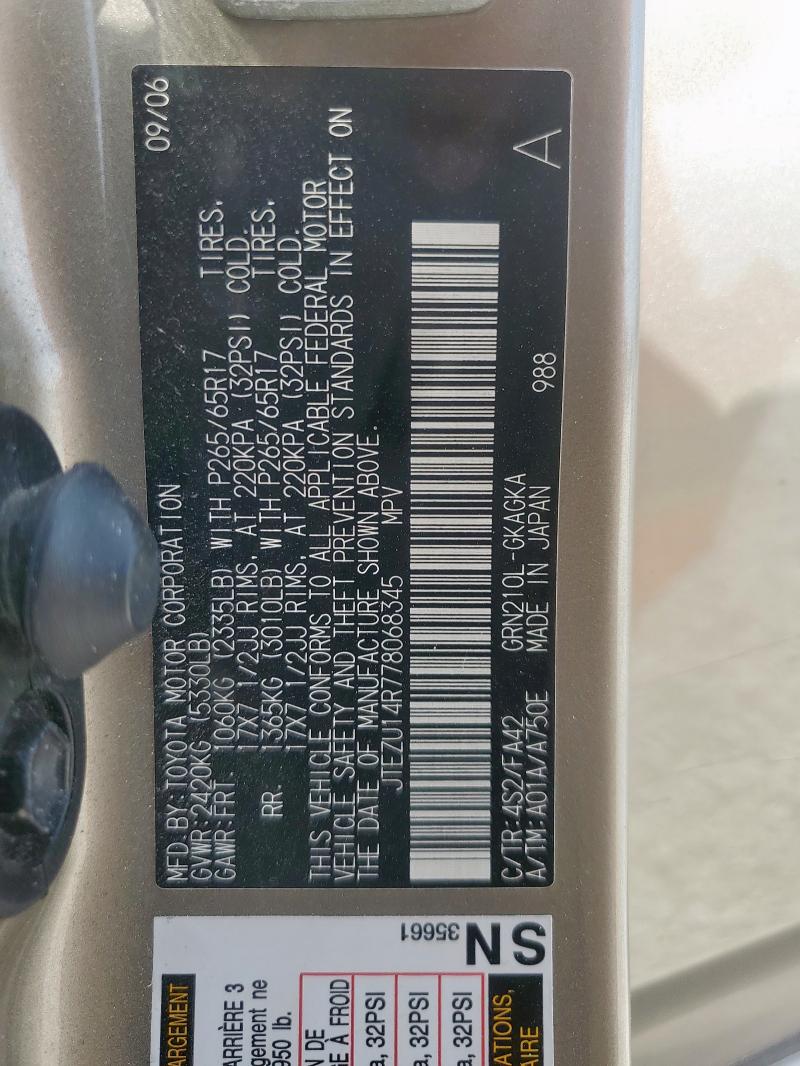 MFD.BY:TOYOTA MOTOR CORPORATION 09/06
GVWR:2420KG (5330LB)
GAWR:FRT. 1060KG (2335LB) WITH P265/65R17 TIRES,
17X7 1/2JJ RIMS, AT 220KPA (32PSI) COLD.
RR. 1365KG (3010LB) WITH P265/65R17 TIRES,
17X7 1/2JJ RIMS, AT 220KPA (32PSI) COLD.
THIS VEHICLE CONFORMS TO ALL APPLICABLE FEDERAL MOTOR
VEHICLE SAFETY AND THEFT PREVENTION STANDARDS IN EFFECT ON
THE DATE OF MANUFACTURE SHOWN ABOVE.
JTEZU14R778068345 MPV
C/TR:4S2/FA42 GRN210L-GKAGKA
A/TM:A01A/A750E MADE IN JAPAN 988
A
SN
35661
ARGEMENT
ARRIÈRE 3
gement ne
950 lb.
N DE
GE À FROID
a, 32PSI
a, 32PSI
a, 32PSI
ATIONS,
AIRE